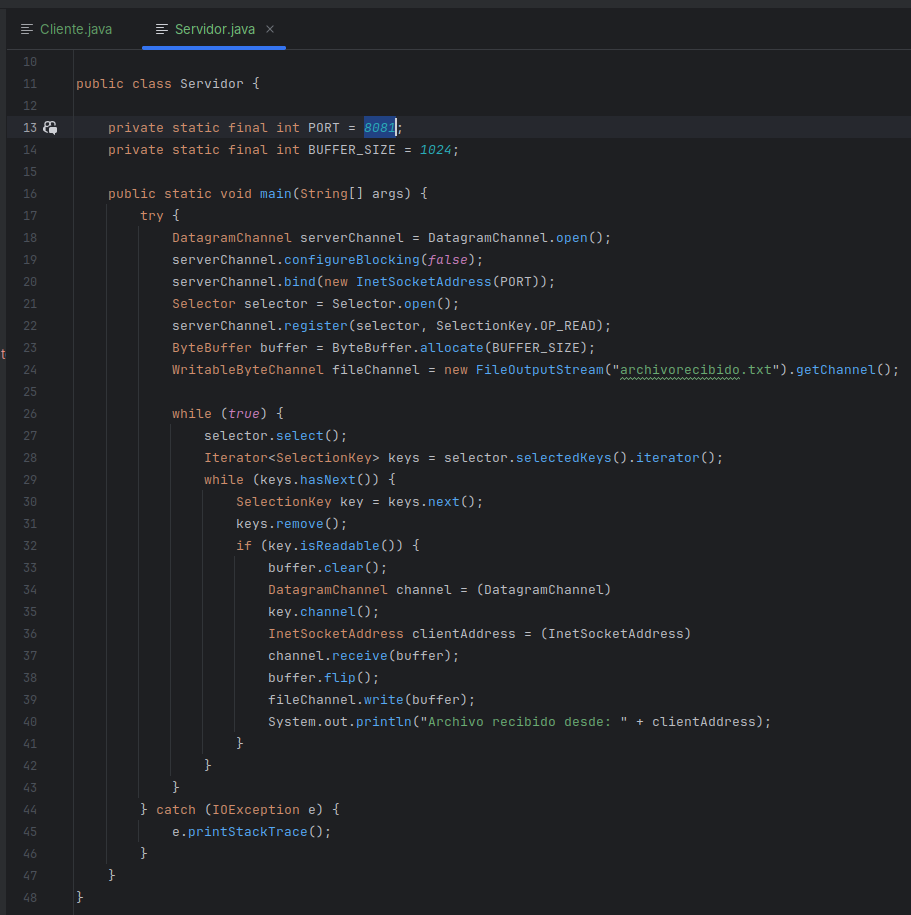 Cliente.java Servidor.java ×
10
11 public class Servidor {
12
13 private static final int PORT = 8081;
14 private static final int BUFFER_SIZE = 1024;
15
16 public static void main(String[] args) {
17 try {
18 DatagramChannel serverChannel = DatagramChannel.open();
19 serverChannel.configureBlocking(false);
20 serverChannel.bind(new InetSocketAddress(PORT));
21 Selector selector = Selector.open();
22 serverChannel.register(selector, SelectionKey.OP_READ);
23 ByteBuffer buffer = ByteBuffer.allocate(BUFFER_SIZE);
24 WritableByteChannel fileChannel = new FileOutputStream("archivorecibido.txt").getChannel();
25
26 while (true) {
27 selector.select();
28 Iterator<SelectionKey> keys = selector.selectedKeys().iterator();
29 while (keys.hasNext()) {
30 SelectionKey key = keys.next();
31 keys.remove();
32 if (key.isReadable()) {
33 buffer.clear();
34 DatagramChannel channel = (DatagramChannel)
35 key.channel();
36 InetSocketAddress clientAddress = (InetSocketAddress)
37 channel.receive(buffer);
38 buffer.flip();
39 fileChannel.write(buffer);
40 System.out.println("Archivo recibido desde: " + clientAddress);
41 }
42 }
43 }
44 } catch (IOException e) {
45 e.printStackTrace();
46 }
47 }
48 }